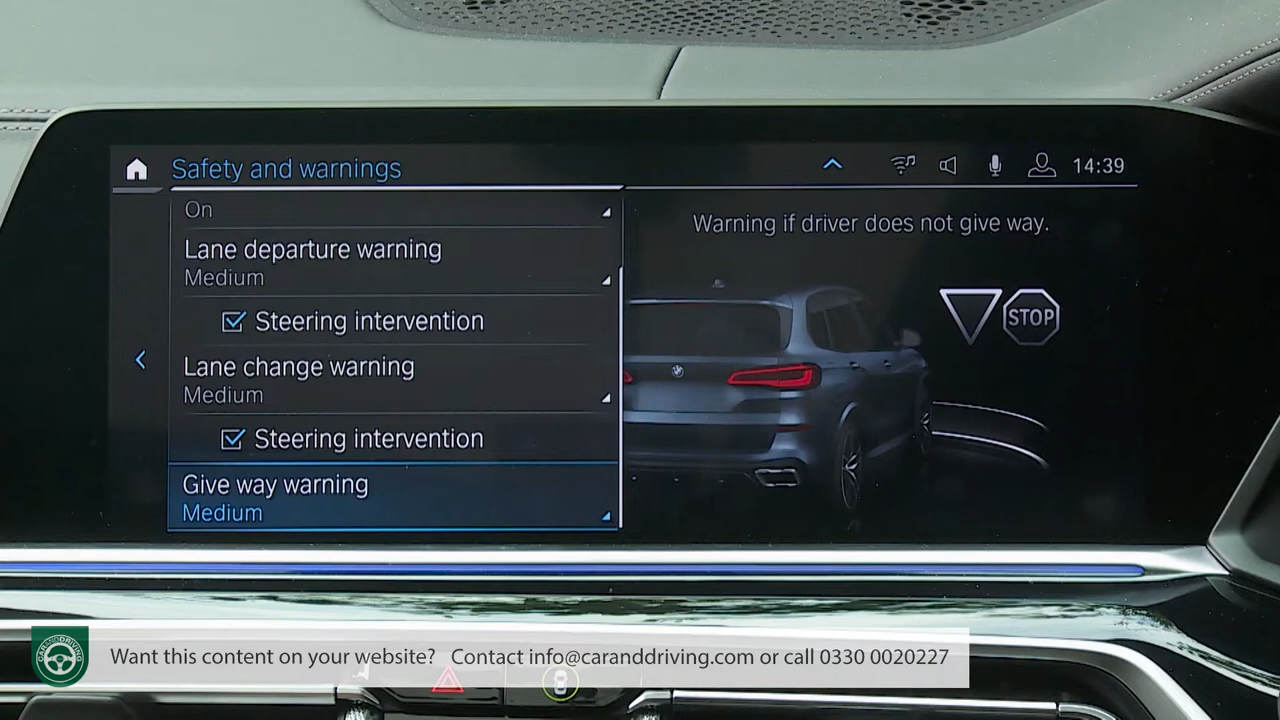 Safety and warnings
14:39
On
Lane departure warning
Medium
Steering intervention
Lane change warning
Medium
Steering intervention
Give way warning
Medium
Warning if driver does not give way.
STOP
CARANDDRIVING
Want this content on your website? Contact info@caranddriving.com or call 0330 0020227